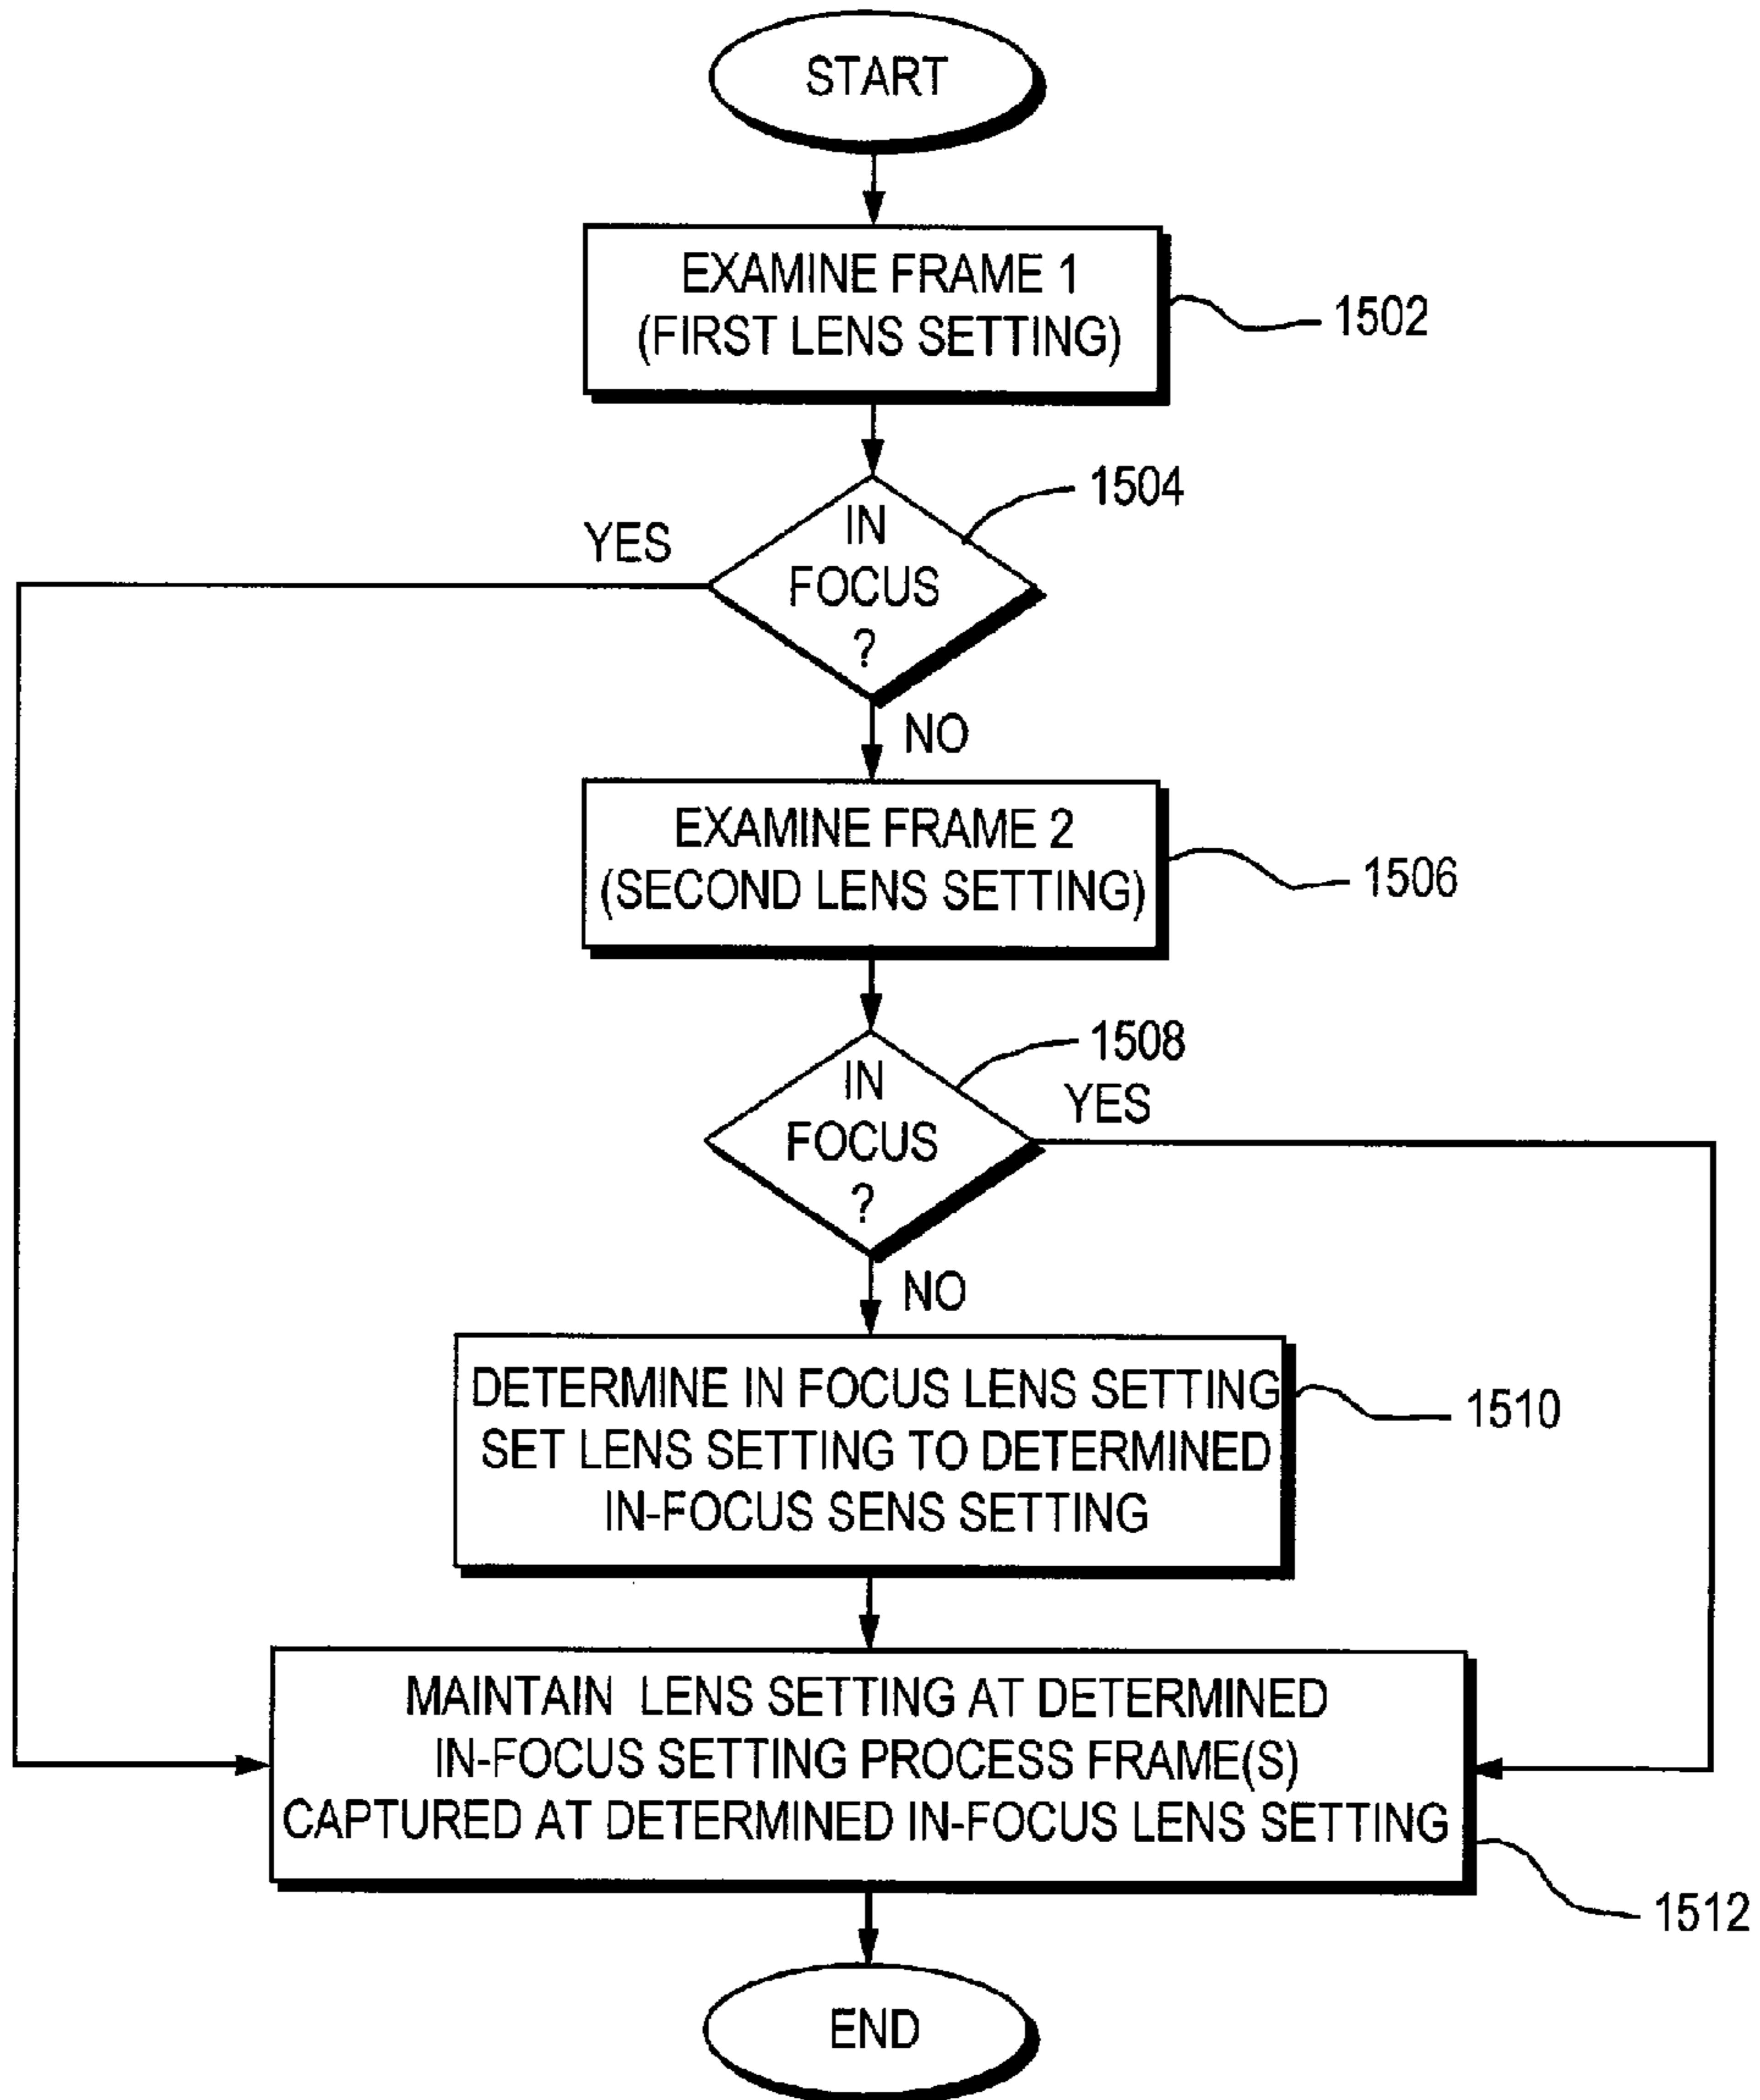 START
EXAMINE FRAME 1
(FIRST LENS SETTING)
1502
1504
YES
IN
FOCUS
?
NO
EXAMINE FRAME 2
(SECOND LENS SETTING)
1506
1508
YES
IN
FOCUS
?
NO
DETERMINE IN FOCUS LENS SETTING
SET LENS SETTING TO DETERMINED
IN-FOCUS SENS SETTING
1510
MAINTAIN LENS SETTING AT DETERMINED
IN-FOCUS SETTING PROCESS FRAME(S)
CAPTURED AT DETERMINED IN-FOCUS LENS SETTING
1512
END